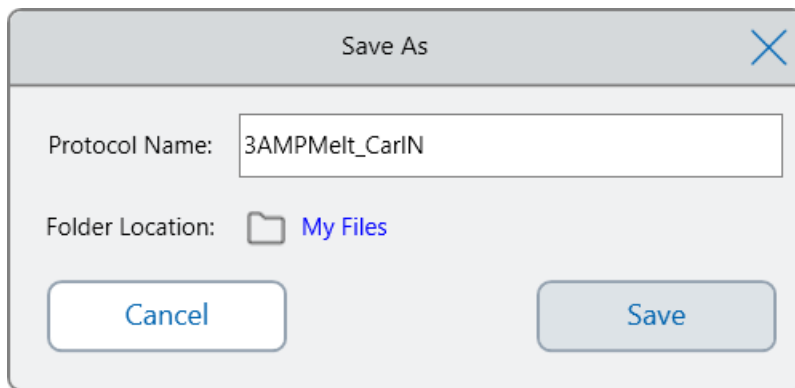 Save As
Protocol Name: 3AMPMelt_CarIN
Folder Location: My Files
Cancel Save